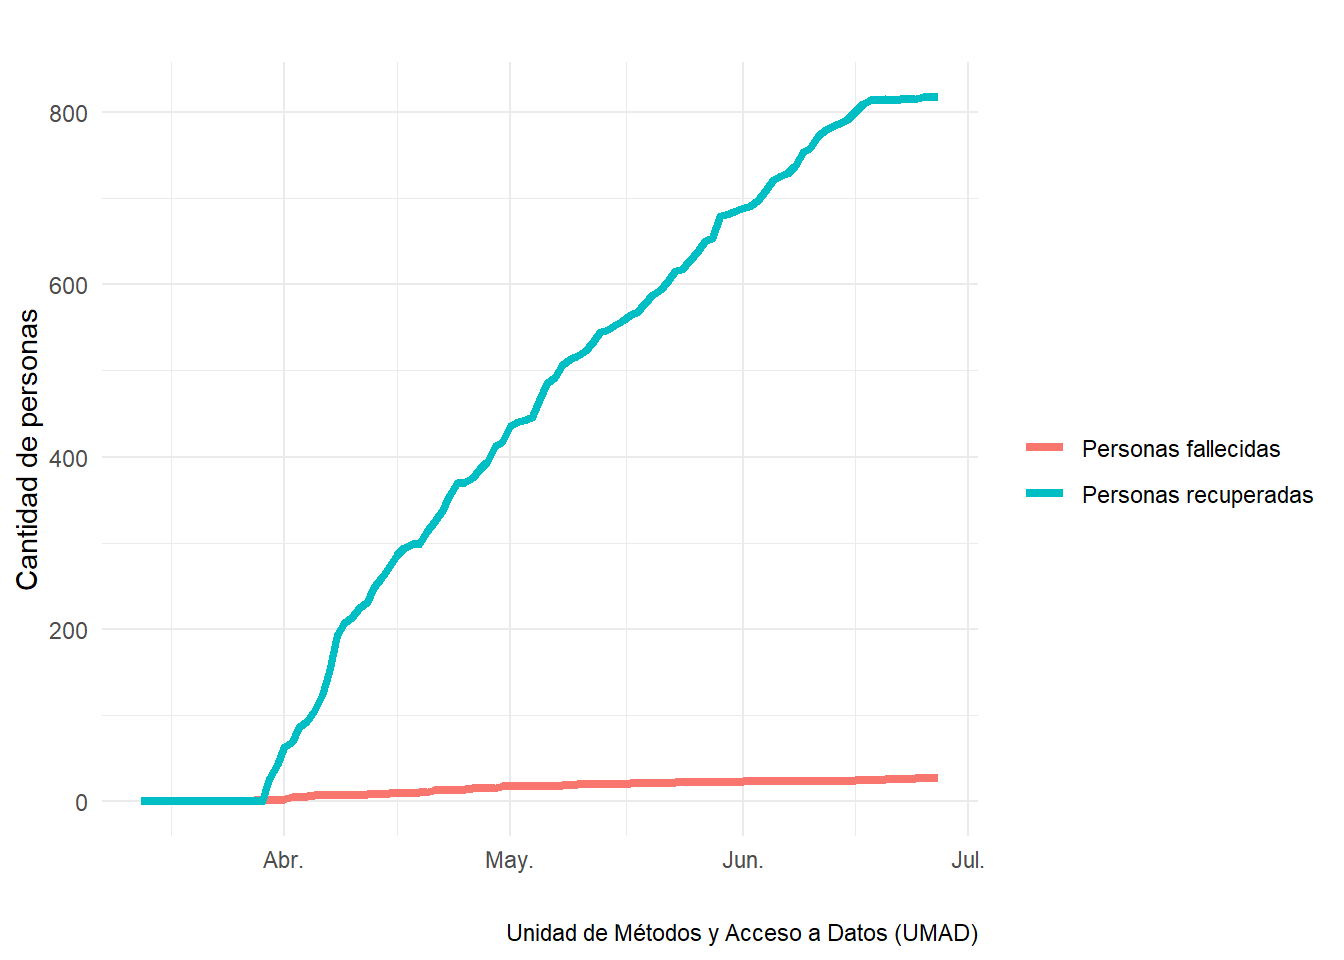 Cantidad de personas
800
600
400
200
0
Abr.
May.
Jun.
Jul.
Personas fallecidas
Personas recuperadas
Unidad de Métodos y Acceso a Datos (UMAD)